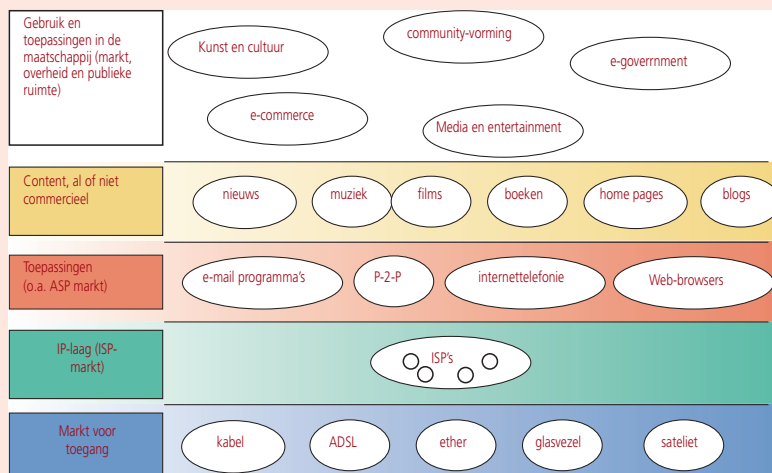 Gebruik en
toepassingen in de
maatschappij (markt,
overheid en publieke
ruimte)
Kunst en cultuur
community-vorming
e-goverrnment
e-commerce
Media en entertainment
Content, al of niet
commercieel
nieuws
muziek
films
boeken
home pages
blogs
Toepassingen
(o.a. ASP markt)
e-mail programma's
P-2-P
internettelefonie
Web-browsers
IP-laag (ISP-
markt)
ISP's
Markt voor
toegang
kabel
ADSL
ether
glasvezel
sateliet